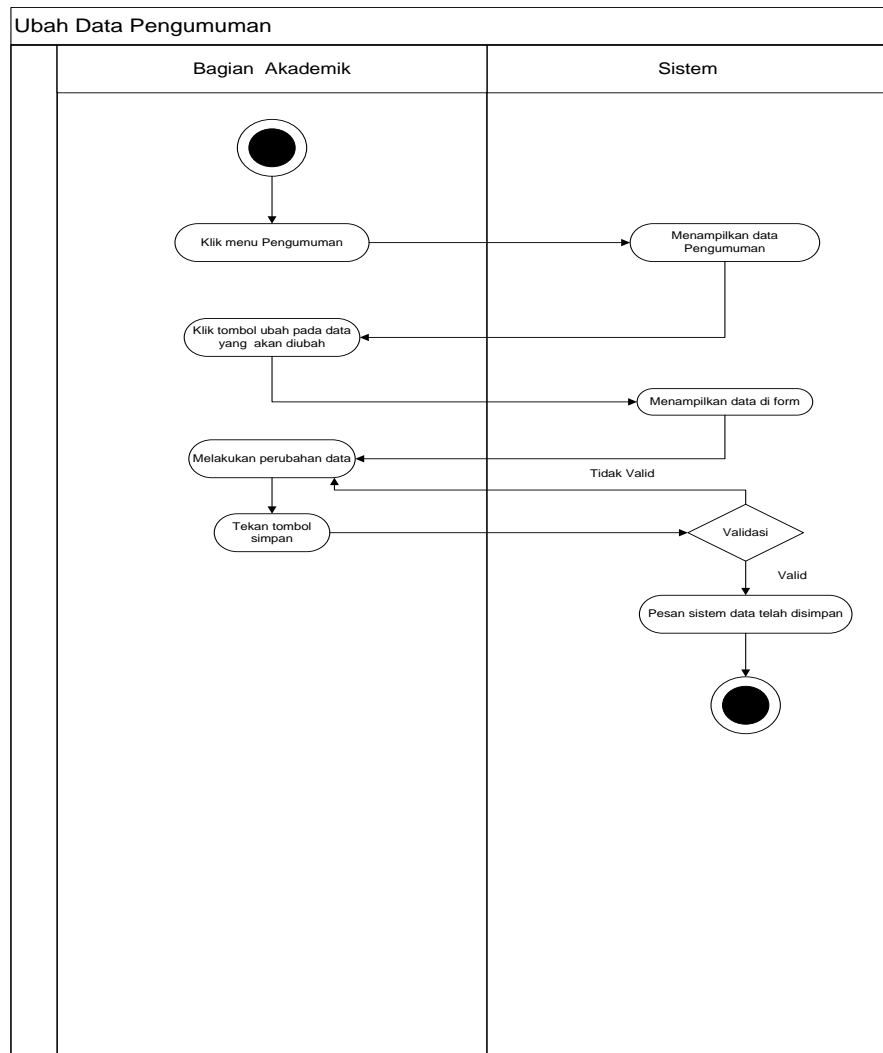 Ubah Data Pengumuman
Bagian Akademik
Sistem
Klik menu Pengumuman
Menampilkan data
Pengumuman
Klik tombol ubah pada data
yang akan diubah
Menampilkan data di form
Melakukan perubahan data
Tidak Valid
Tekan tombol
simpan
Validasi
Valid
Pesan sistem data telah disimpan